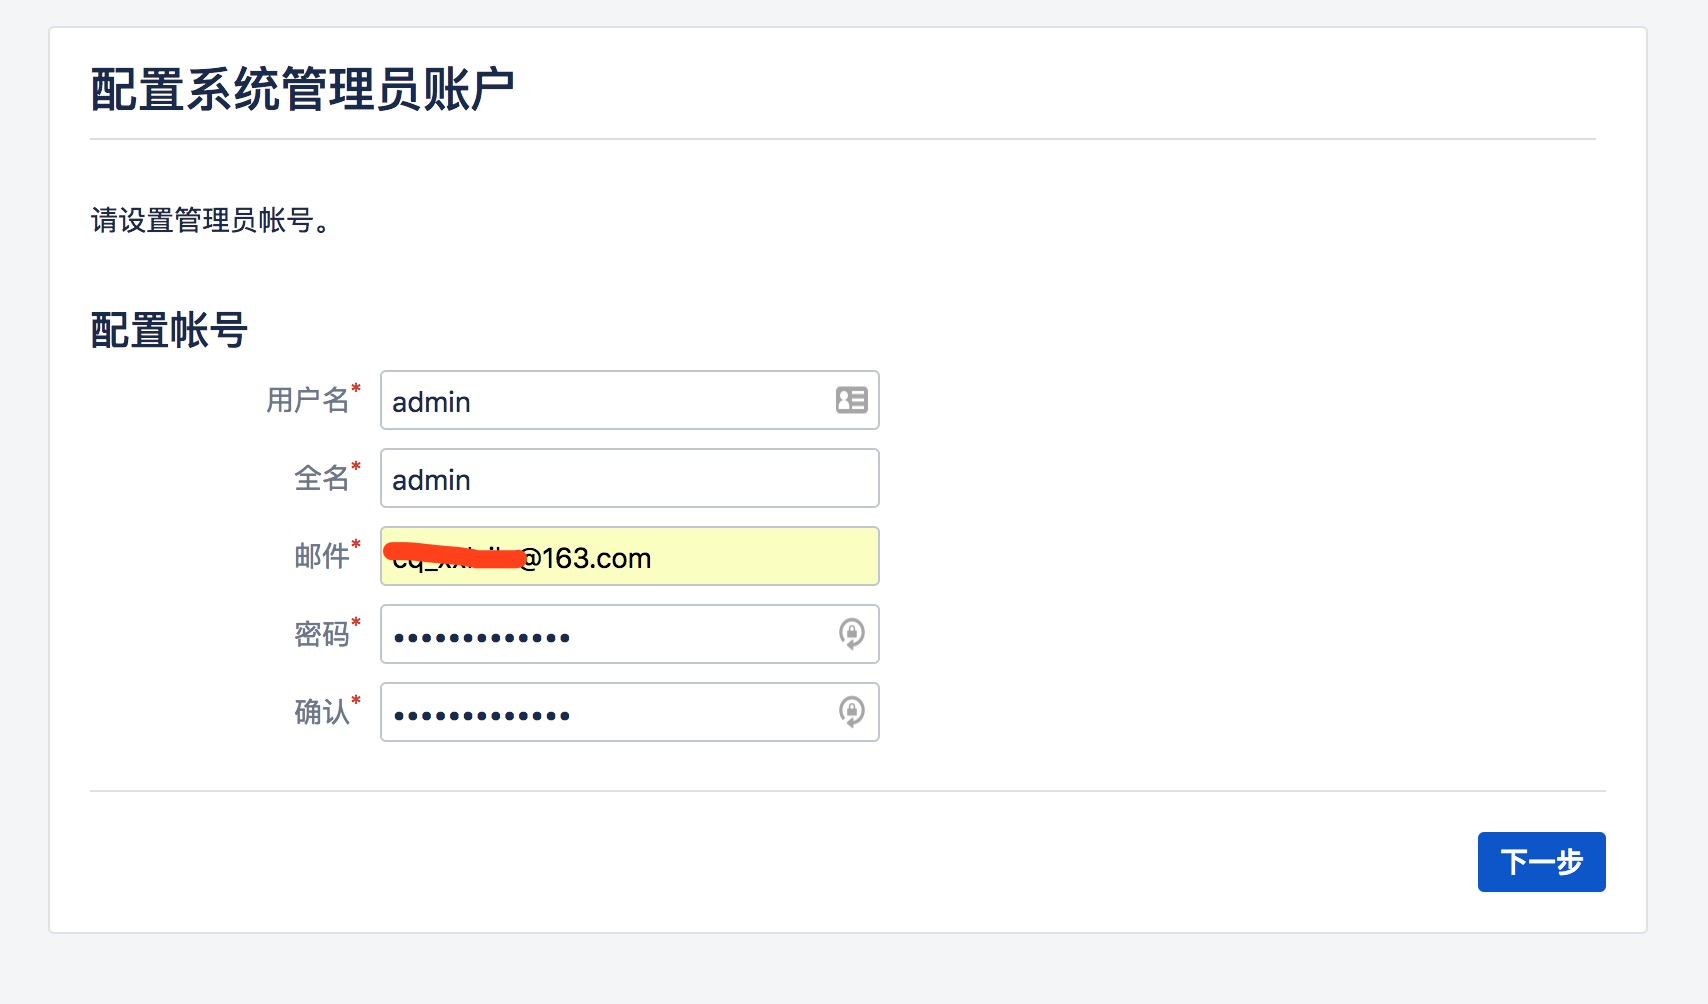 配置系统管理员账户
请设置管理员帐号。
配置帐号
用户名* admin
全名* admin
邮件* @163.com
密码* •••••••••••••
确认* •••••••••••••
下一步